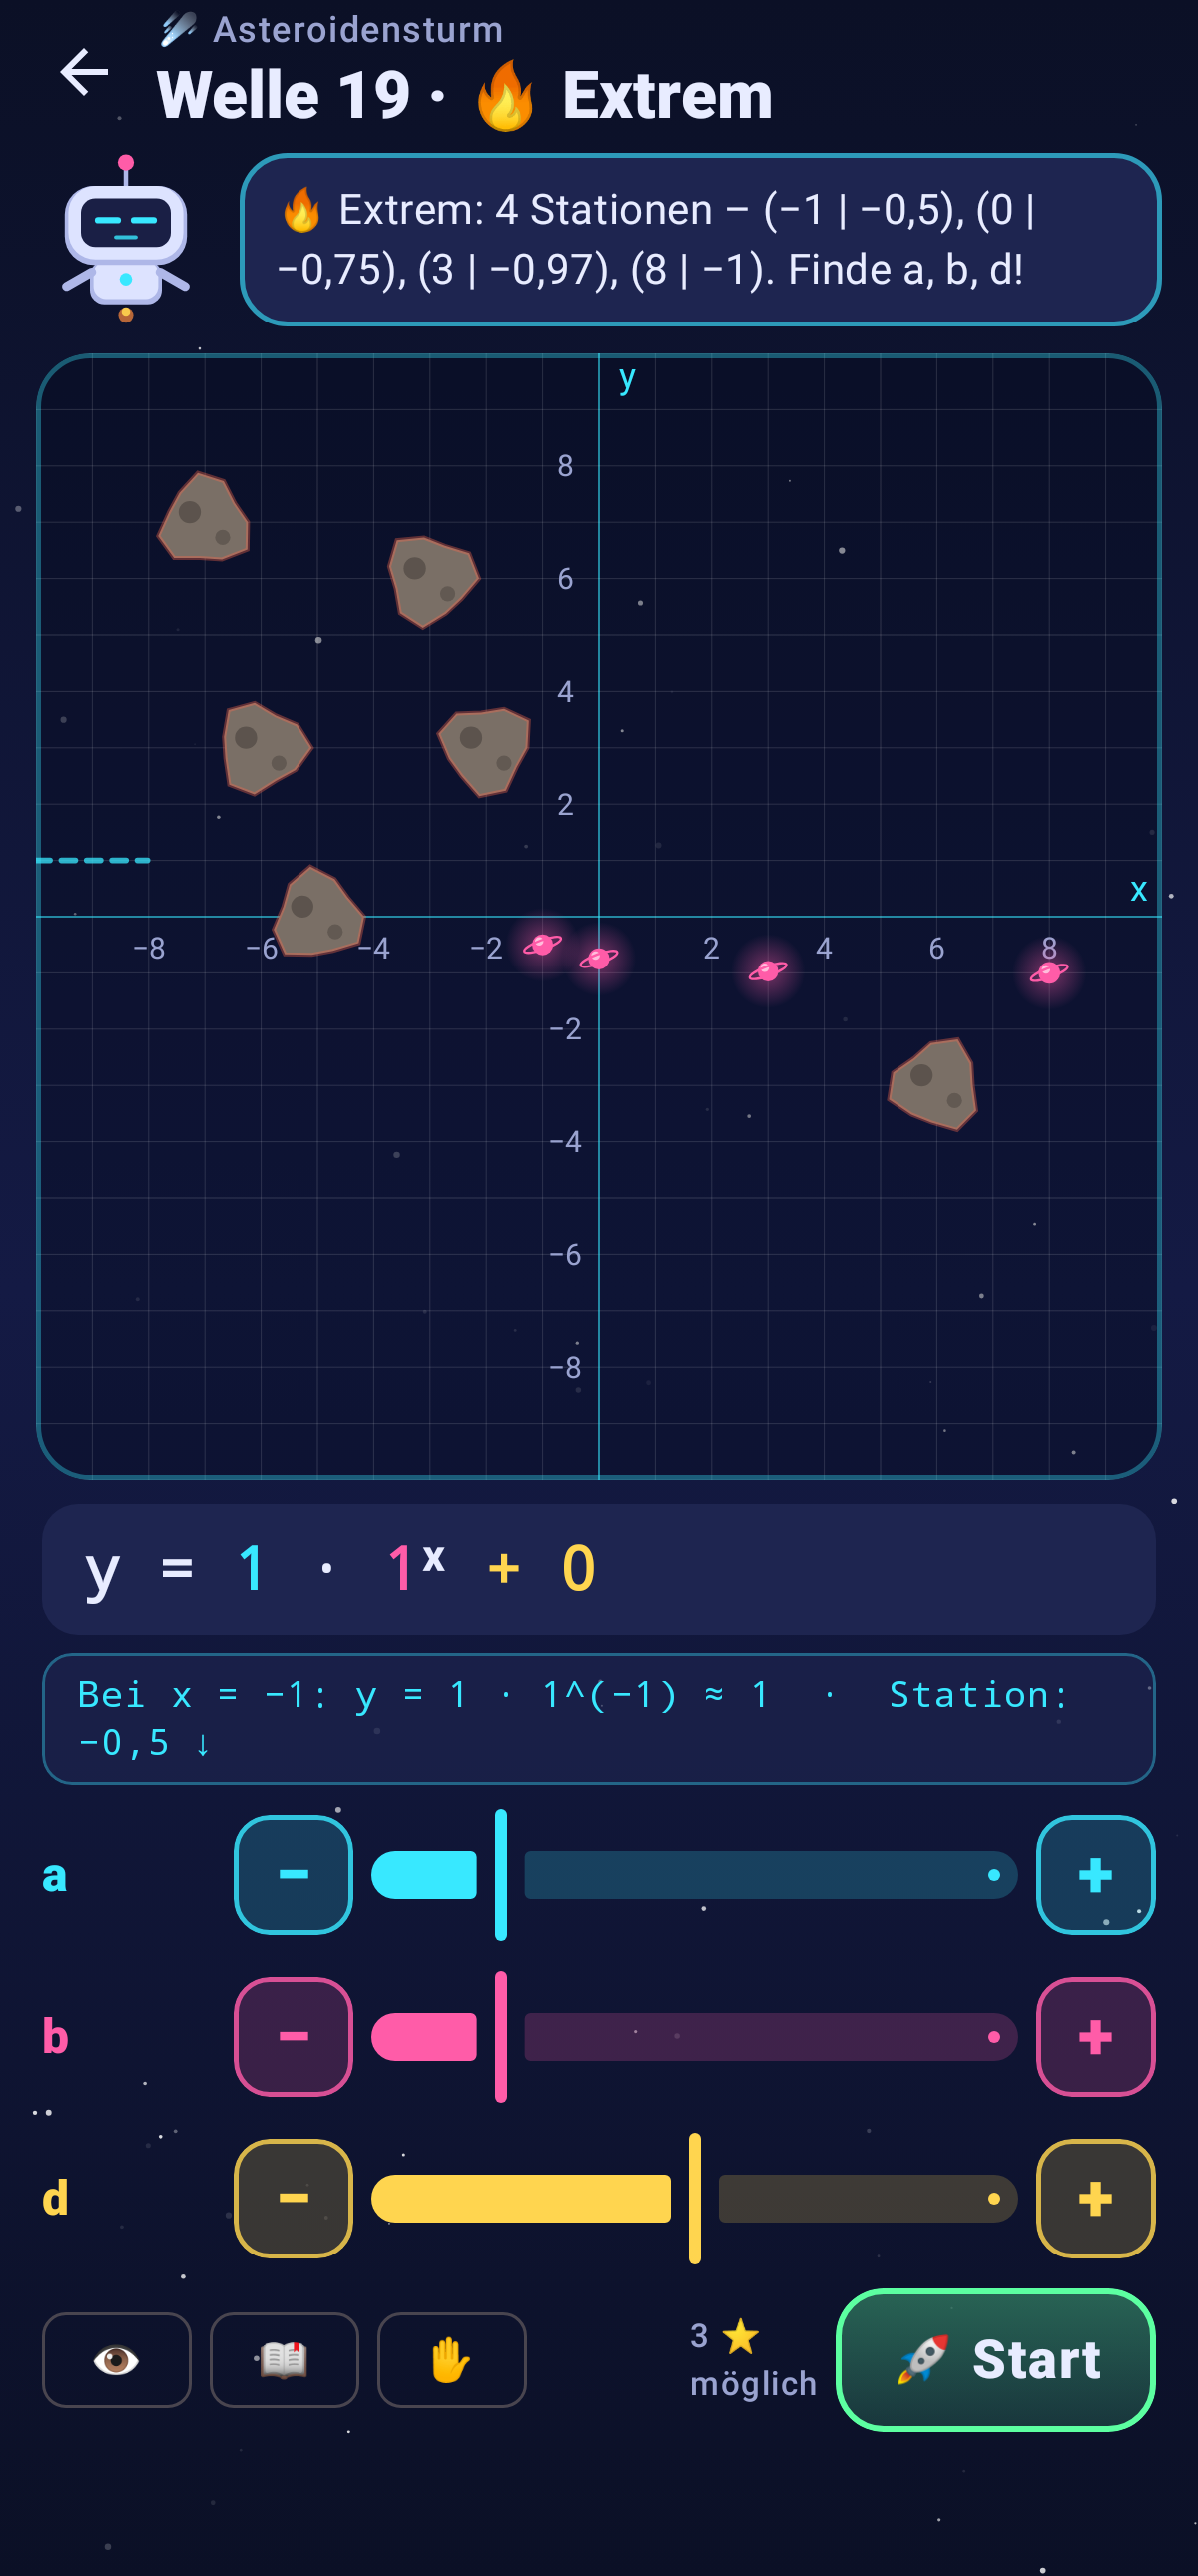 Asteroidensturm
Welle 19 · 🔥 Extrem
🔥 Extrem: 4 Stationen – (−1 | −0,5), (0 |
−0,75), (3 | −0,97), (8 | −1). Finde a, b, d!
y
8
6
4
2
x
−8 −6 −4 −2 2 4 6 8
−2
−4
−6
−8
y = 1 · 1ˣ + 0
Bei x = −1: y = 1 · 1^(−1) ≈ 1 · Station:
−0,5 ↓
a − +
b − +
d − +
3 ⭐
möglich
🚀 Start